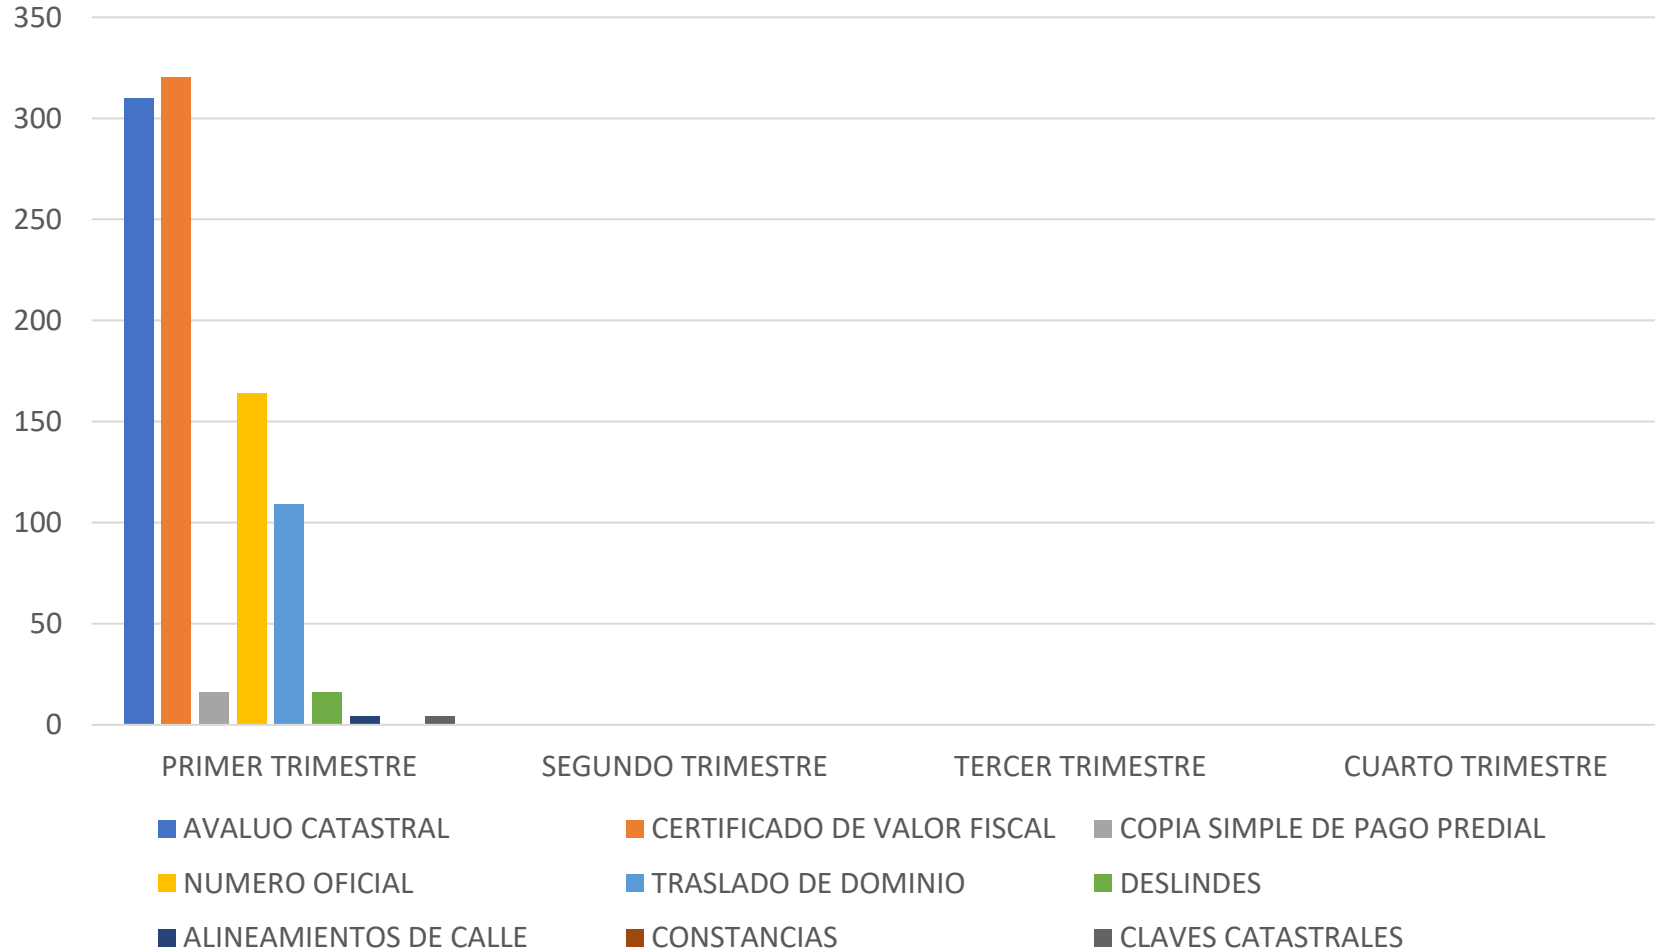 350
300
250
200
150
100
50
0
PRIMER TRIMESTRE SEGUNDO TRIMESTRE TERCER TRIMESTRE CUARTO TRIMESTRE
AVALUO CATASTRAL CERTIFICADO DE VALOR FISCAL COPIA SIMPLE DE PAGO PREDIAL
NUMERO OFICIAL TRASLADO DE DOMINIO DESLINDES
ALINEAMIENTOS DE CALLE CONSTANCIAS CLAVES CATASTRALES